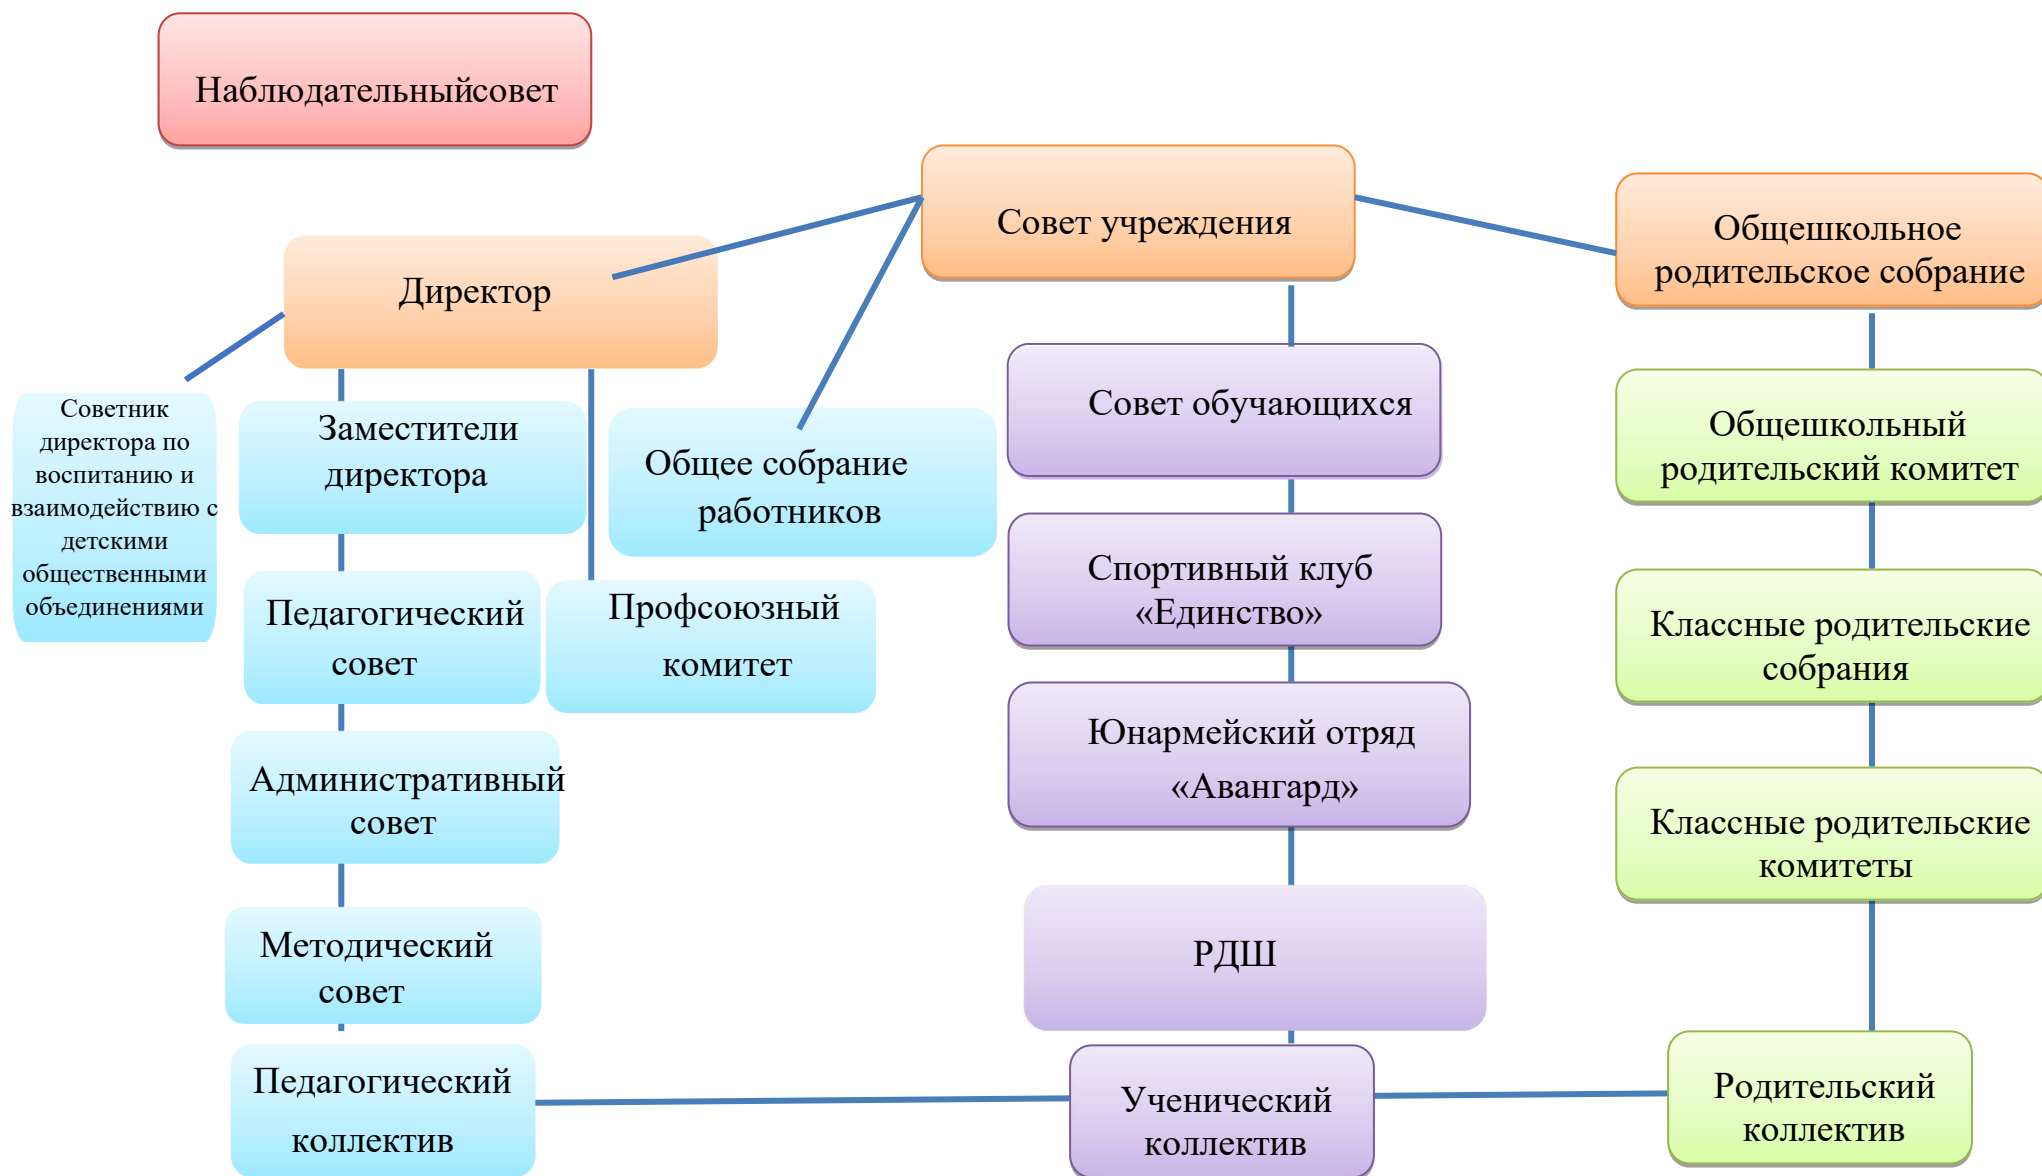 Наблюдательныйсовет
Совет учреждения
Общешкольное
родительское собрание
Директор
Советник
директора по
воспитанию и
взаимодействию с
детскими
общественными
объединениями
Заместители
директора
Общее собрание
работников
Совет обучающихся
Общешкольный
родительский комитет
Педагогический
совет
Профсоюзный
комитет
Спортивный клуб
«Единство»
Классные родительские
собрания
Административный
совет
Юнармейский отряд
«Авангард»
Классные родительские
комитеты
Методический
совет
РДШ
Педагогический
коллектив
Ученический
коллектив
Родительский
коллектив